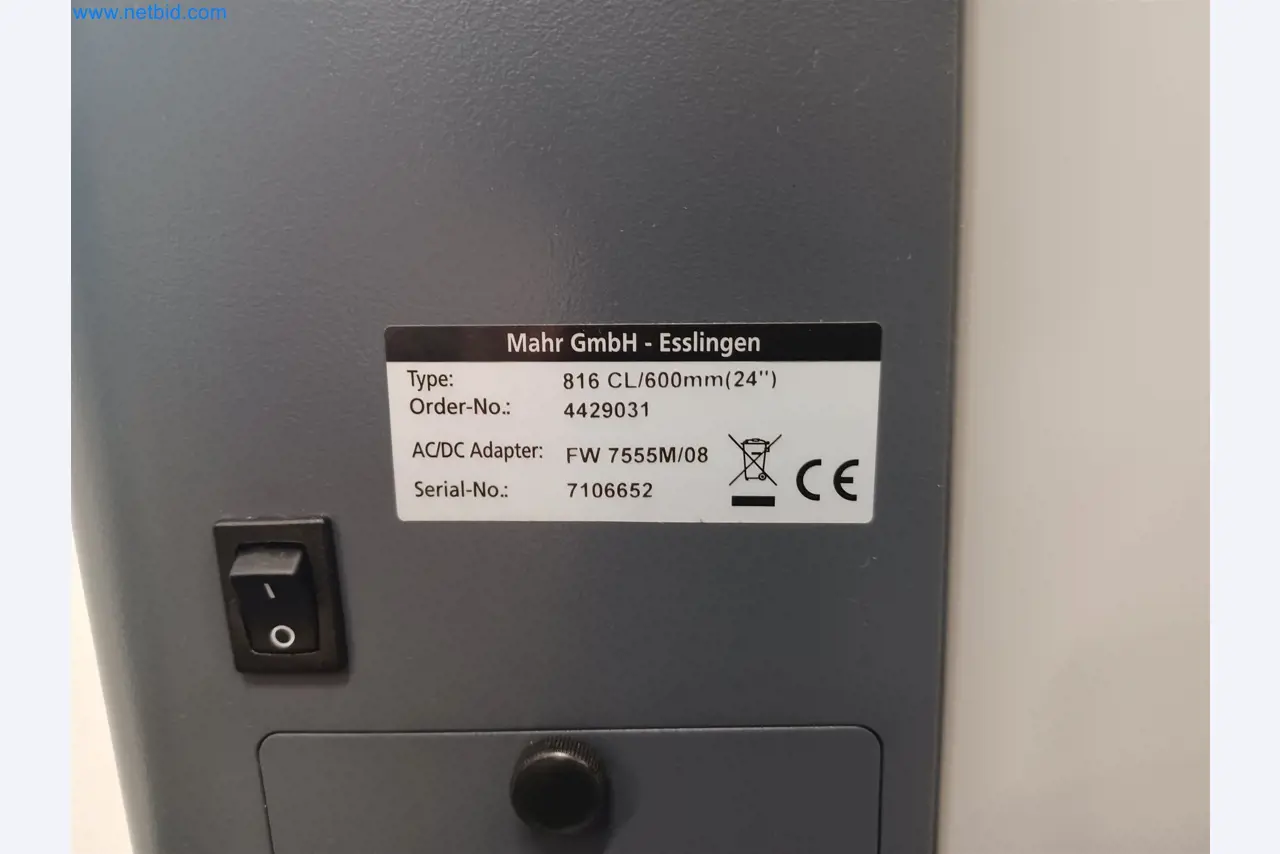 www.netbid.com
Mahr GmbH - Esslingen
Type: 816 CL/600mm(24'')
Order-No.: 4429031
AC/DC Adapter: FW 7555M/08
Serial-No.: 7106652
CE
I
O